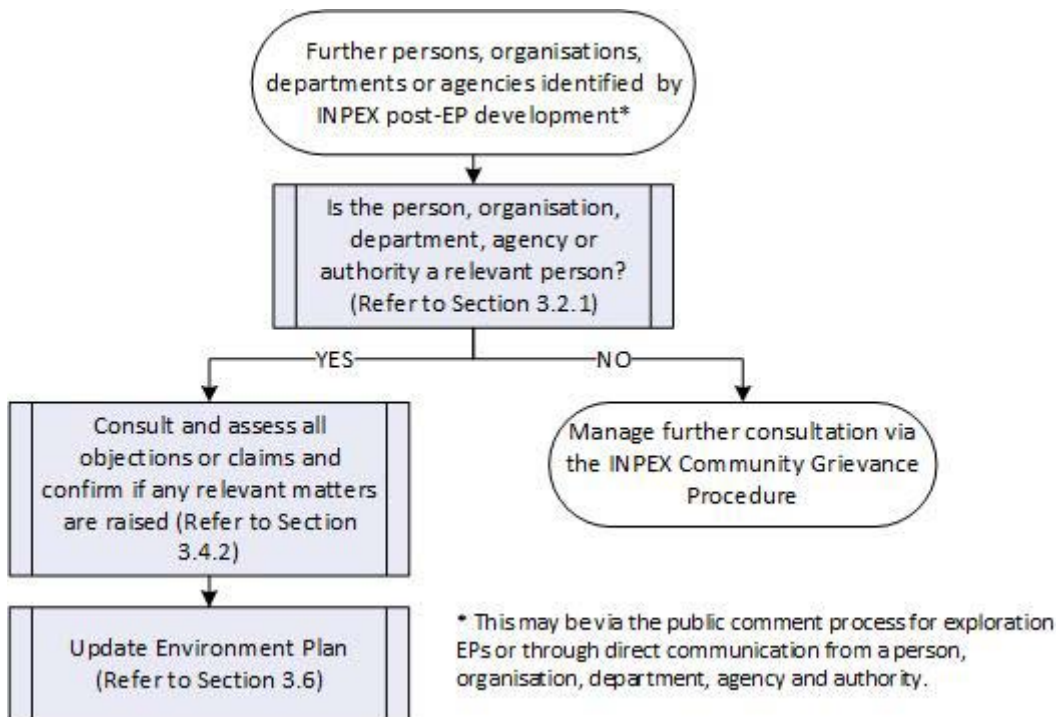 Further persons, organisations,
departments or agencies identified by
INPEX post-EP development*
Is the person, organisation,
department, agency or
authority a relevant person?
(Refer to Section 3.2.1)
YES
NO
Consult and assess all
objections or claims and
confirm if any relevant matters
are raised (Refer to Section
3.4.2)
Manage further consultation via
the INPEX Community Grievance
Procedure
Update Environment Plan
(Refer to Section 3.6)
* This may be via the public comment process for exploration
EPs or through direct communication from a person,
organisation, department, agency and authority.